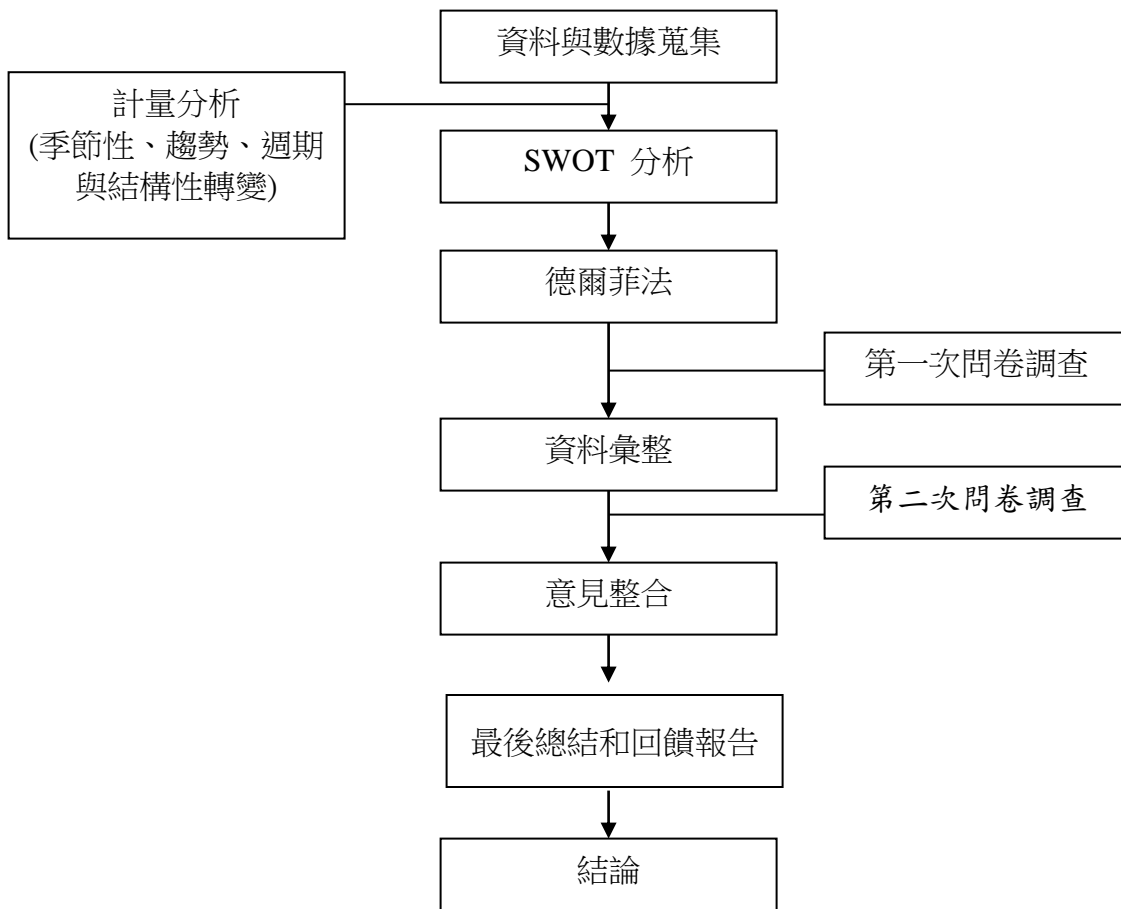 資料與數據蒐集
計量分析
(季節性、趨勢、週期
與結構性轉變)
SWOT 分析
德爾菲法
第一次問卷調查
資料彙整
第二次問卷調查
意見整合
最後總結和回饋報告
結論